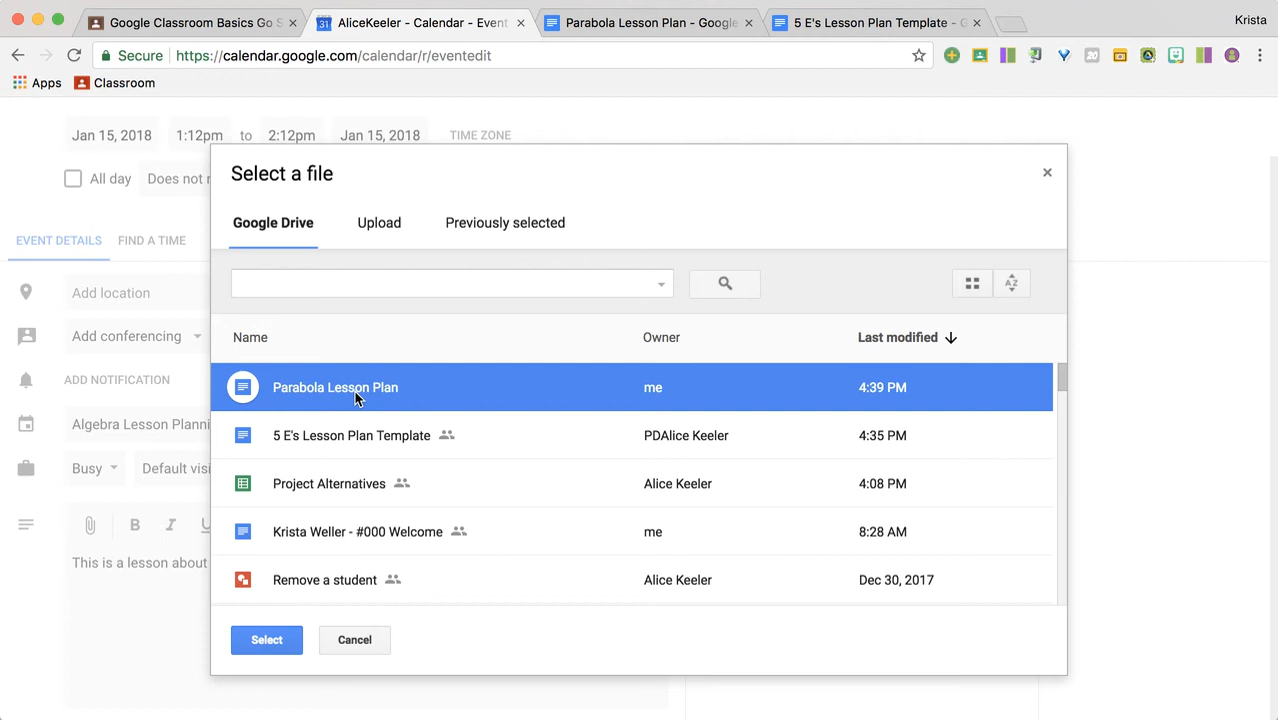 Google Classroom Basics Go S
AliceKeeler - Calendar - Event
Parabola Lesson Plan - Google
5 E's Lesson Plan Template - G
Krista
Secure
https://calendar.google.com/calendar/r/eventedit
Apps
Classroom
Jan 15, 2018
1:12pm
to
2:12pm
Jan 15, 2018
TIME ZONE
All day
Does not r
Select a file
Google Drive
Upload
Previously selected
EVENT DETAILS
FIND A TIME
Add location
Add conferencing
ADD NOTIFICATION
Algebra Lesson Planni
Busy
Default visi
B
I
U
This is a lesson about
Name
Owner
Last modified
Parabola Lesson Plan
me
4:39 PM
5 E's Lesson Plan Template
PDAlice Keeler
4:35 PM
Project Alternatives
Alice Keeler
4:08 PM
Krista Weller - #000 Welcome
me
8:28 AM
Remove a student
Alice Keeler
Dec 30, 2017
Select
Cancel